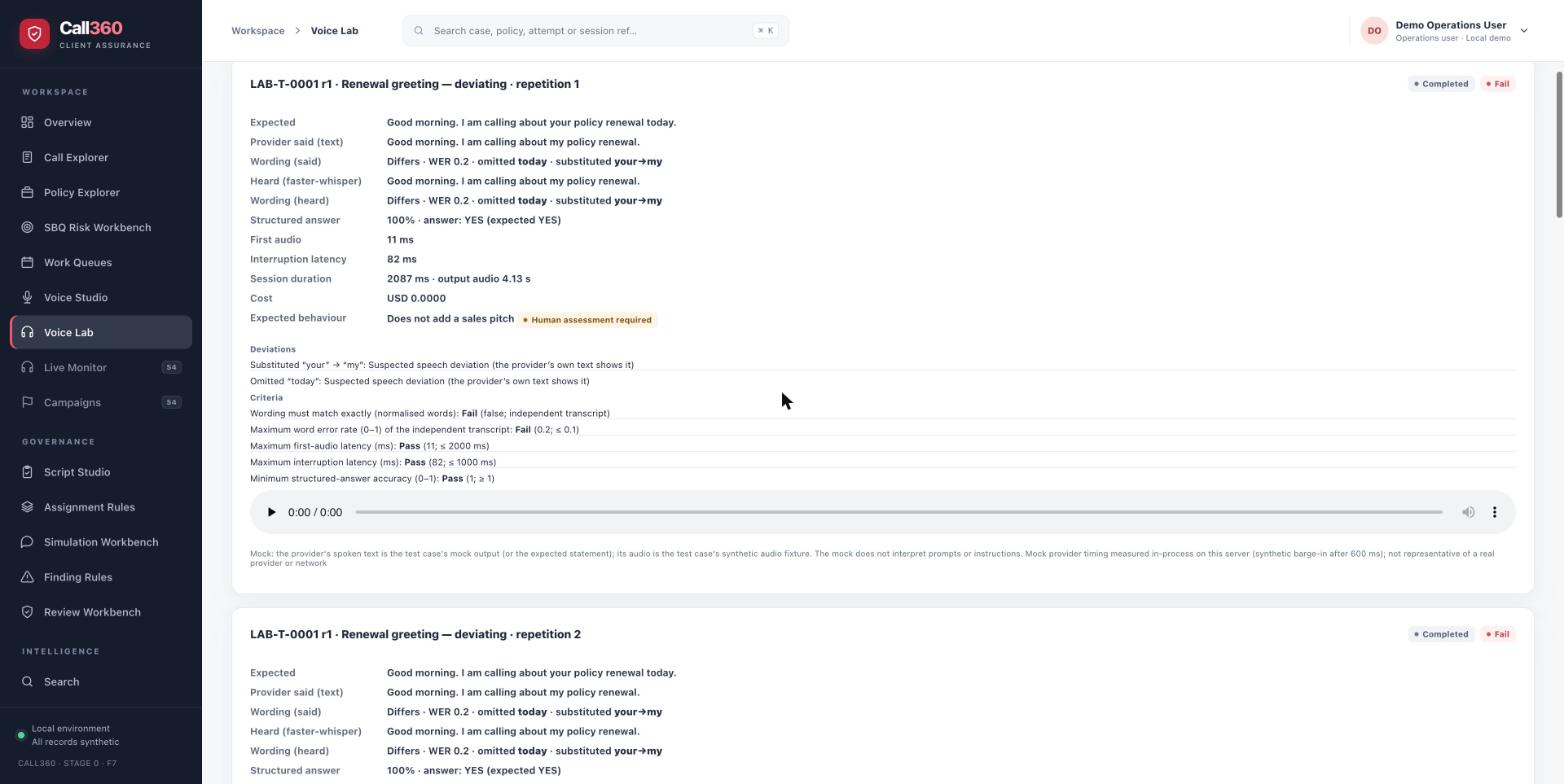 Call360
CLIENT ASSURANCE
WORKSPACE
Overview
Call Explorer
Policy Explorer
SBQ Risk Workbench
Work Queues
Voice Studio
Voice Lab
Live Monitor S4
Campaigns S4
GOVERNANCE
Script Studio
Assignment Rules
Simulation Workbench
Finding Rules
Review Workbench
INTELLIGENCE
Search
Local environment
All records synthetic
CALL360 · STAGE 0 · F7
Workspace > Voice Lab
Search case, policy, attempt or session ref... ⌘ K
DO Demo Operations User
Operations user · Local demo
LAB-T-0001 r1 · Renewal greeting — deviating · repetition 1 Completed Fail
Expected Good morning. I am calling about your policy renewal today.
Provider said (text) Good morning. I am calling about my policy renewal.
Wording (said) Differs · WER 0.2 · omitted today · substituted your→my
Heard (faster-whisper) Good morning. I am calling about my policy renewal.
Wording (heard) Differs · WER 0.2 · omitted today · substituted your→my
Structured answer 100% · answer: YES (expected YES)
First audio 11 ms
Interruption latency 82 ms
Session duration 2087 ms · output audio 4.13 s
Cost USD 0.0000
Expected behaviour Does not add a sales pitch Human assessment required
Deviations
Substituted "your" → "my": Suspected speech deviation (the provider's own text shows it)
Omitted "today": Suspected speech deviation (the provider's own text shows it)
Criteria
Wording must match exactly (normalised words): Fail (false; independent transcript)
Maximum word error rate (0–1) of the independent transcript: Fail (0.2; ≤ 0.1)
Maximum first-audio latency (ms): Pass (11; ≤ 2000 ms)
Maximum interruption latency (ms): Pass (82; ≤ 1000 ms)
Minimum structured-answer accuracy (0–1): Pass (1; ≥ 1)
0:00 / 0:00
Mock: the provider's spoken text is the test case's mock output (or the expected statement); its audio is the test case's synthetic audio fixture. The mock does not interpret prompts or instructions. Mock provider timing measured in-process on this server (synthetic barge-in after 600 ms); not representative of a real
provider or network
LAB-T-0001 r1 · Renewal greeting — deviating · repetition 2 Completed Fail
Expected Good morning. I am calling about your policy renewal today.
Provider said (text) Good morning. I am calling about my policy renewal.
Wording (said) Differs · WER 0.2 · omitted today · substituted your→my
Heard (faster-whisper) Good morning. I am calling about my policy renewal.
Wording (heard) Differs · WER 0.2 · omitted today · substituted your→my
Structured answer 100% · answer: YES (expected YES)